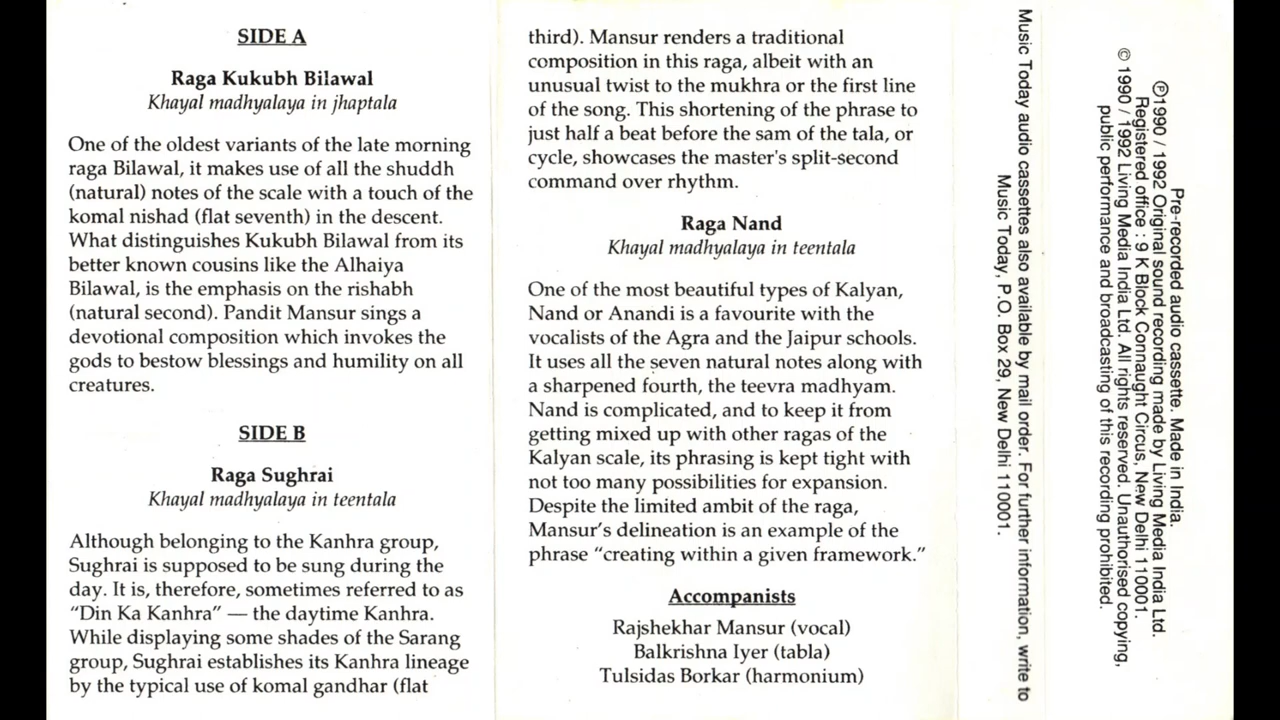 SIDE A
Raga Kukubh Bilawal
Khayal madhyalaya in jhaptala
One of the oldest variants of the late morning
raga Bilawal, it makes use of all the shuddh
(natural) notes of the scale with a touch of the
komal nishad (flat seventh) in the descent.
What distinguishes Kukubh Bilawal from its
better known cousins like the Alhaiya
Bilawal, is the emphasis on the rishabh
(natural second). Pandit Mansur sings a
devotional composition which invokes the
gods to bestow blessings and humility on all
creatures.
SIDE B
Raga Sughrai
Khayal madhyalaya in teentala
Although belonging to the Kanhra group,
Sughrai is supposed to be sung during the
day. It is, therefore, sometimes referred to as
“Din Ka Kanhra” — the daytime Kanhra.
While displaying some shades of the Sarang
group, Sughrai establishes its Kanhra lineage
by the typical use of komal gandhar (flat
third). Mansur renders a traditional
composition in this raga, albeit with an
unusual twist to the mukhra or the first line
of the song. This shortening of the phrase to
just half a beat before the sam of the tala, or
cycle, showcases the master's split-second
command over rhythm.
Raga Nand
Khayal madhyalaya in teentala
One of the most beautiful types of Kalyan,
Nand or Anandi is a favourite with the
vocalists of the Agra and the Jaipur schools.
It uses all the seven natural notes along with
a sharpened fourth, the teevra madhyam.
Nand is complicated, and to keep it from
getting mixed up with other ragas of the
Kalyan scale, its phrasing is kept tight with
not too many possibilities for expansion.
Despite the limited ambit of the raga,
Mansur's delineation is an example of the
phrase “creating within a given framework.”
Accompanists
Rajshekhar Mansur (vocal)
Balkrishna Iyer (tabla)
Tulsidas Borkar (harmonium)
Music Today audio cassettes also available by mail order. For further information, write to
Music Today, P.O. Box 29, New Delhi 110001.
Pre-recorded audio cassette. Made in India.
℗1990 / 1992 Original sound recording made by Living Media India Ltd.
Registered office : 9 K Block Connaught Circus, New Delhi 110001.
© 1990 / 1992 Living Media India Ltd. All rights reserved. Unauthorised copying,
public performance and broadcasting of this recording prohibited.